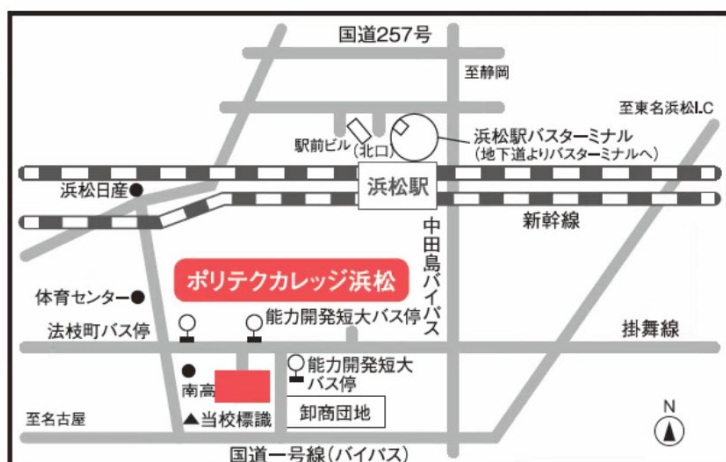 国道257号
至静岡
至東名浜松I.C
駅前ビル
(北口)
浜松駅バスターミナル
(地下道よりバスターミナルへ)
浜松日産
浜松駅
新幹線
中田島バイパス
ポリテクカレッジ浜松
体育センター
能力開発短大バス停
法枝町バス停
掛舞線
能力開発短大
バス停
南高
▲当校標識
卸商団地
至名古屋
国道一号線(バイパス)
N